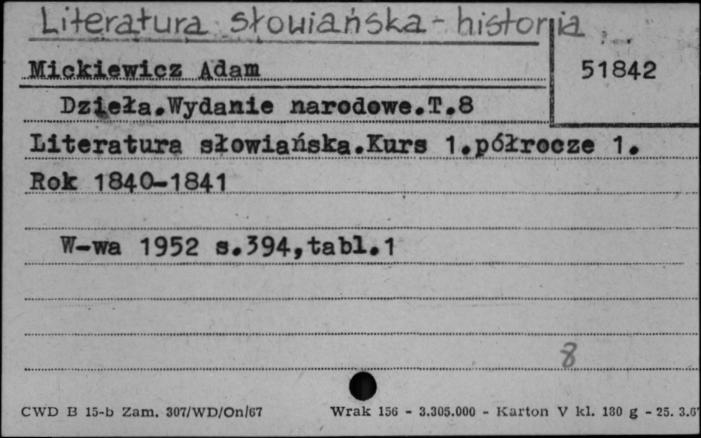 Literatura słowiańska - historia
Mickiewicz Adam
51842
Dzieła.Wydanie narodowe.T.8
Literatura słowiańska.Kurs 1.półrocze 1.
Rok 1840-1841
W-wa 1952 s.394,tabl.1
8
CWD B 15-b Zam. 307/WD/On/67
Wrak 156 - 3.305.000 - Karton V kl. 180 g - 25. 3.67